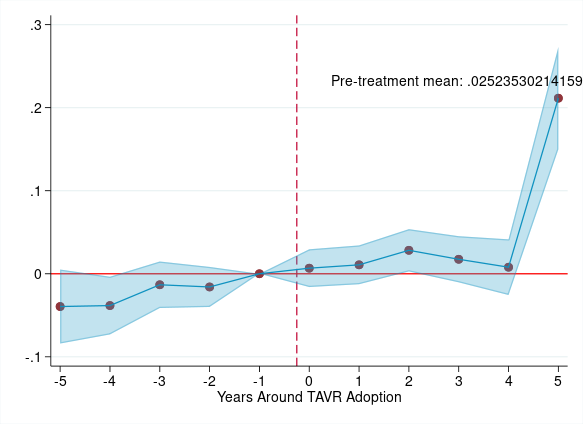 .3
Pre-treatment mean: .02523530214159
.2
.1
0
-.1
-5 -4 -3 -2 -1 0 1 2 3 4 5
Years Around TAVR Adoption